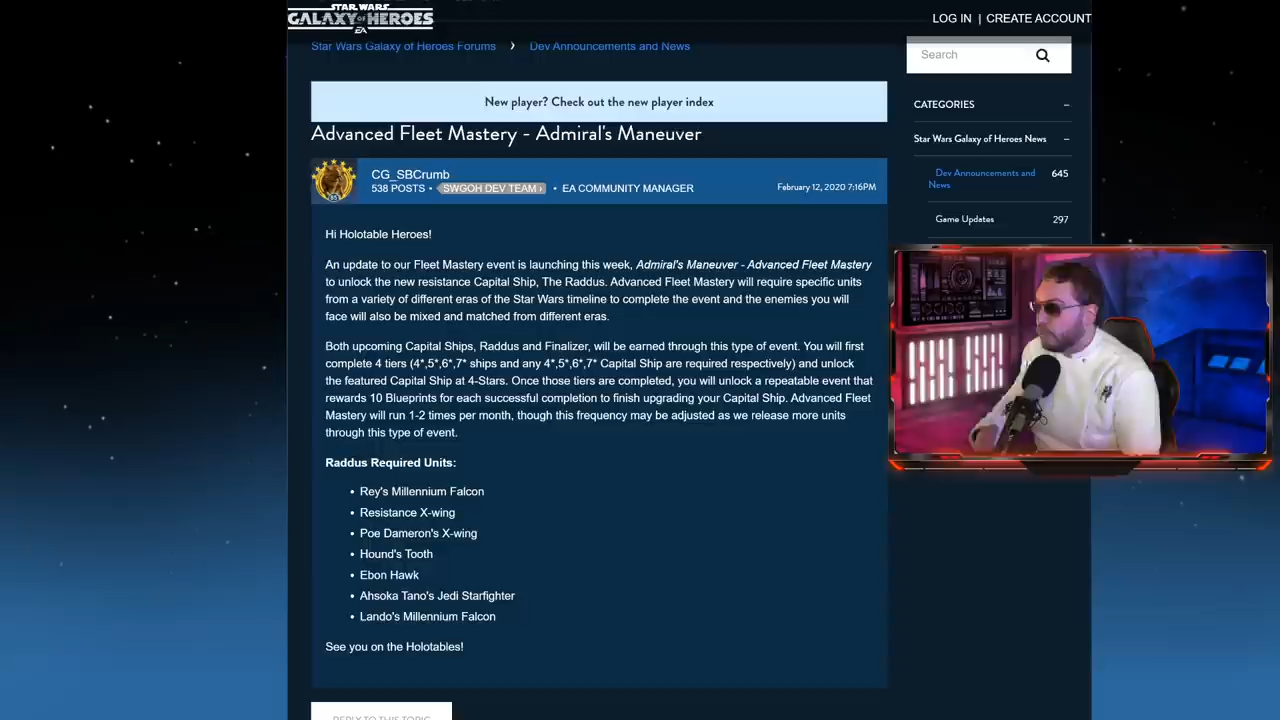 STAR WARS
GALAXY OF HEROES
EA
LOG IN | CREATE ACCOUNT
Star Wars Galaxy of Heroes Forums › Dev Announcements and News
Search
New player? Check out the new player index
CATEGORIES –
Advanced Fleet Mastery - Admiral's Maneuver
Star Wars Galaxy of Heroes News –
CG_SBCrumb
538 POSTS • SWGOH DEV TEAM › • EA COMMUNITY MANAGER
February 12, 2020 7:16PM
Dev Announcements and 645
News
Game Updates 297
Hi Holotable Heroes!
An update to our Fleet Mastery event is launching this week, Admiral's Maneuver - Advanced Fleet Mastery
to unlock the new resistance Capital Ship, The Raddus. Advanced Fleet Mastery will require specific units
from a variety of different eras of the Star Wars timeline to complete the event and the enemies you will
face will also be mixed and matched from different eras.
Both upcoming Capital Ships, Raddus and Finalizer, will be earned through this type of event. You will first
complete 4 tiers (4*,5*,6*,7* ships and any 4*,5*,6*,7* Capital Ship are required respectively) and unlock
the featured Capital Ship at 4-Stars. Once those tiers are completed, you will unlock a repeatable event that
rewards 10 Blueprints for each successful completion to finish upgrading your Capital Ship. Advanced Fleet
Mastery will run 1-2 times per month, though this frequency may be adjusted as we release more units
through this type of event.
Raddus Required Units:
• Rey's Millennium Falcon
• Resistance X-wing
• Poe Dameron's X-wing
• Hound's Tooth
• Ebon Hawk
• Ahsoka Tano's Jedi Starfighter
• Lando's Millennium Falcon
See you on the Holotables!
REPLY TO THIS TOPIC